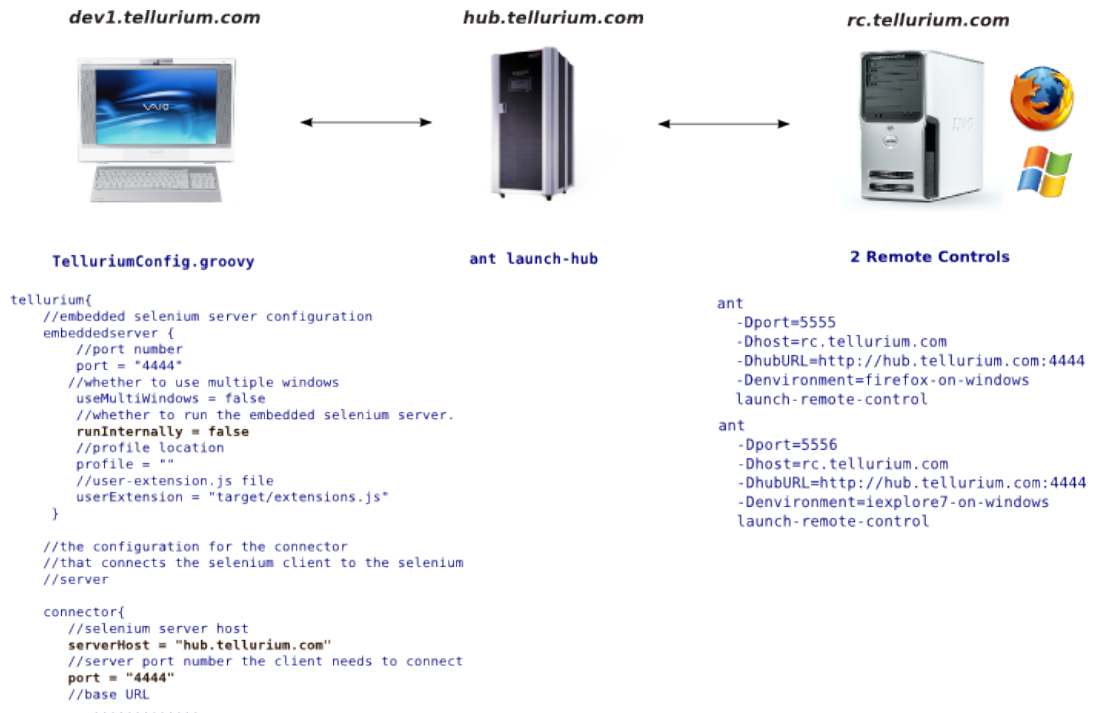 dev1.tellurium.com
hub.tellurium.com
rc.tellurium.com
VAIO
TelluriumConfig.groovy
ant launch-hub
2 Remote Controls
tellurium{
//embedded selenium server configuration
embeddedserver {
//port number
port = "4444"
//whether to use multiple windows
useMultiWindows = false
//whether to run the embedded selenium server.
runInternally = false
//profile location
profile = ""
//user-extension.js file
userExtension = "target/extensions.js"
}
//the configuration for the connector
//that connects the selenium client to the selenium
//server
connector{
//selenium server host
serverHost = "hub.tellurium.com"
//server port number the client needs to connect
port = "4444"
//base URL
.............
ant
-Dport=5555
-Dhost=rc.tellurium.com
-DhubURL=http://hub.tellurium.com:4444
-Denvironment=firefox-on-windows
launch-remote-control
ant
-Dport=5556
-Dhost=rc.tellurium.com
-DhubURL=http://hub.tellurium.com:4444
-Denvironment=iexplore7-on-windows
launch-remote-control